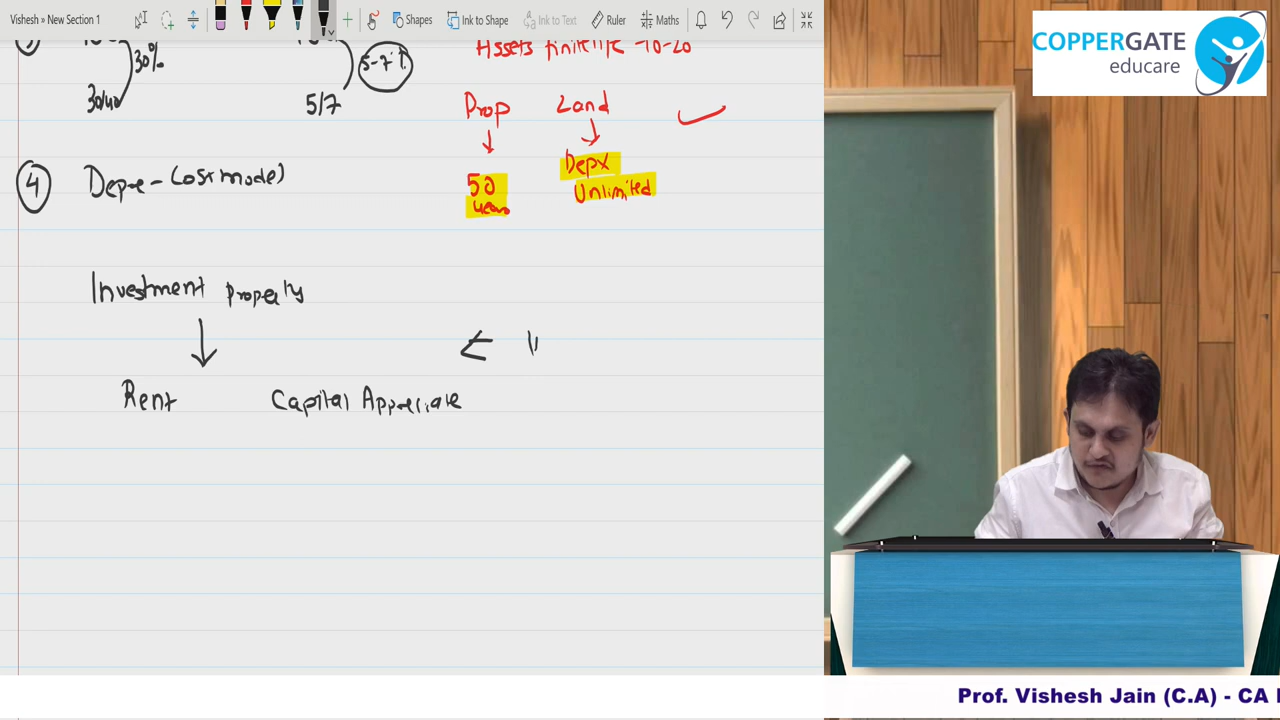 Vishesh » New Section 1
Shapes
Ink to Shape
Ink to Text
Ruler
Maths
30%
30/40
5/7
5-7%
Assets finite life -10-20
Prop Land
Depx
Unlimited
50
years
4 Depre - Cost model
Investment Property
Rent Capital Appreciate
COPPERGATE
educare
Prof. Vishesh Jain (C.A) - CA